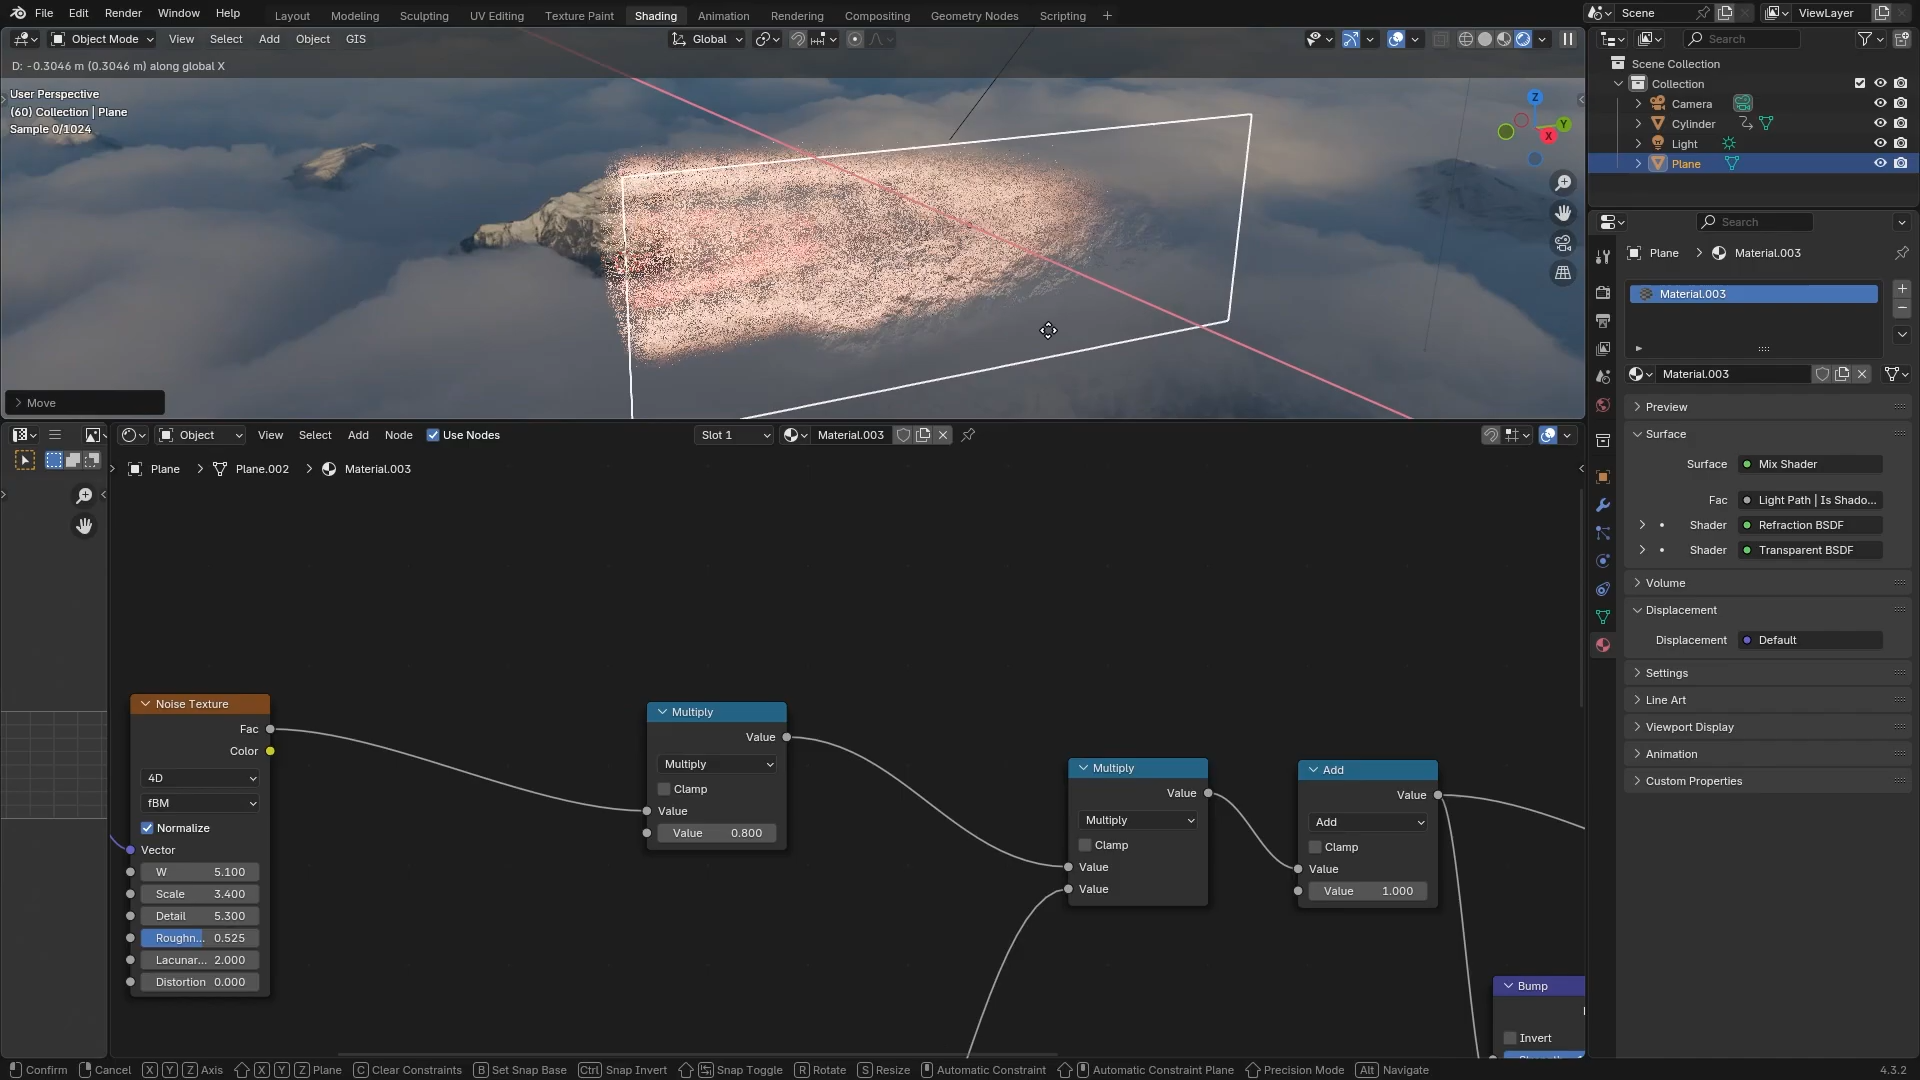 File Edit Render Window Help
Layout Modeling Sculpting UV Editing Texture Paint Shading Animation Rendering Compositing Geometry Nodes Scripting +
Scene
ViewLayer
Object Mode View Select Add Object GIS
Global
Search
D: -0.3046 m (0.3046 m) along global X
User Perspective
(60) Collection | Plane
Sample 0/1024
Z
Y
X
Move
Scene Collection
Collection
Camera
Cylinder
Light
Plane
Search
Plane > Material.003
Material.003
Material.003
Preview
Surface
Surface Mix Shader
Fac Light Path | Is Shado...
Shader Refraction BSDF
Shader Transparent BSDF
Volume
Displacement
Displacement Default
Settings
Line Art
Viewport Display
Animation
Custom Properties
Object View Select Add Node Use Nodes
Slot 1 Material.003
Plane > Plane.002 > Material.003
Noise Texture
Fac
Color
4D
fBM
Normalize
Vector
W 5.100
Scale 3.400
Detail 5.300
Roughn... 0.525
Lacunar... 2.000
Distortion 0.000
Multiply
Value
Multiply
Clamp
Value
Value 0.800
Multiply
Value
Multiply
Clamp
Value
Value
Add
Value
Add
Clamp
Value
Value 1.000
Bump
Invert
Confirm Cancel X Y Z Axis X Y Z Plane C Clear Constraints B Set Snap Base Ctrl Snap Invert Snap Toggle R Rotate S Resize Automatic Constraint Automatic Constraint Plane Precision Mode Alt Navigate
4.3.2